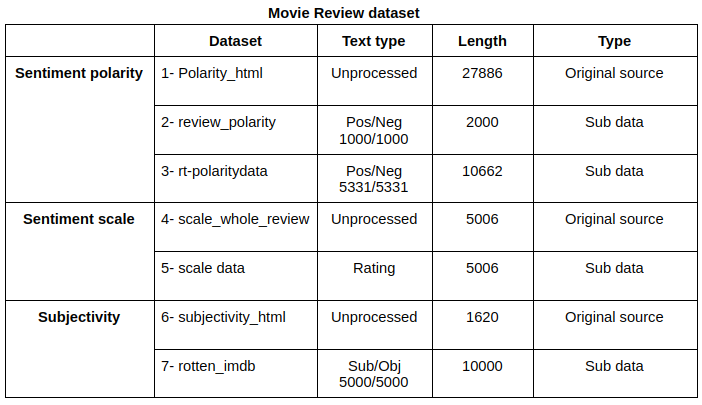 Movie Review dataset
Dataset Text type Length Type
Sentiment polarity 1- Polarity_html Unprocessed 27886 Original source
2- review_polarity Pos/Neg 2000 Sub data
1000/1000
3- rt-polaritydata Pos/Neg 10662 Sub data
5331/5331
Sentiment scale 4- scale_whole_review Unprocessed 5006 Original source
5- scale data Rating 5006 Sub data
Subjectivity 6- subjectivity_html Unprocessed 1620 Original source
7- rotten_imdb Sub/Obj 10000 Sub data
5000/5000